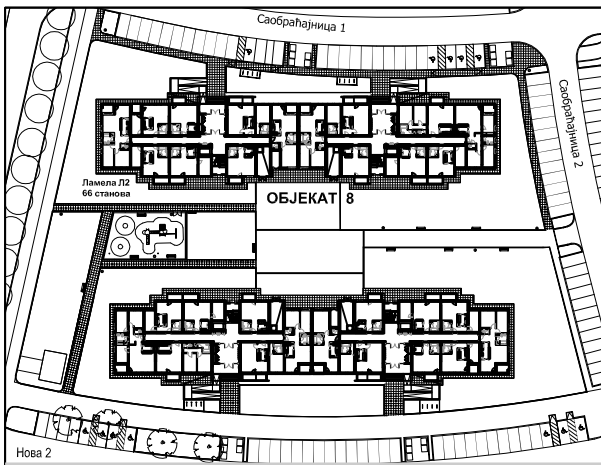 Саобраћајница 1
Саобраћајница 2
Ламела Л2
66 станова
ОБЈЕКАТ 8
Нова 2